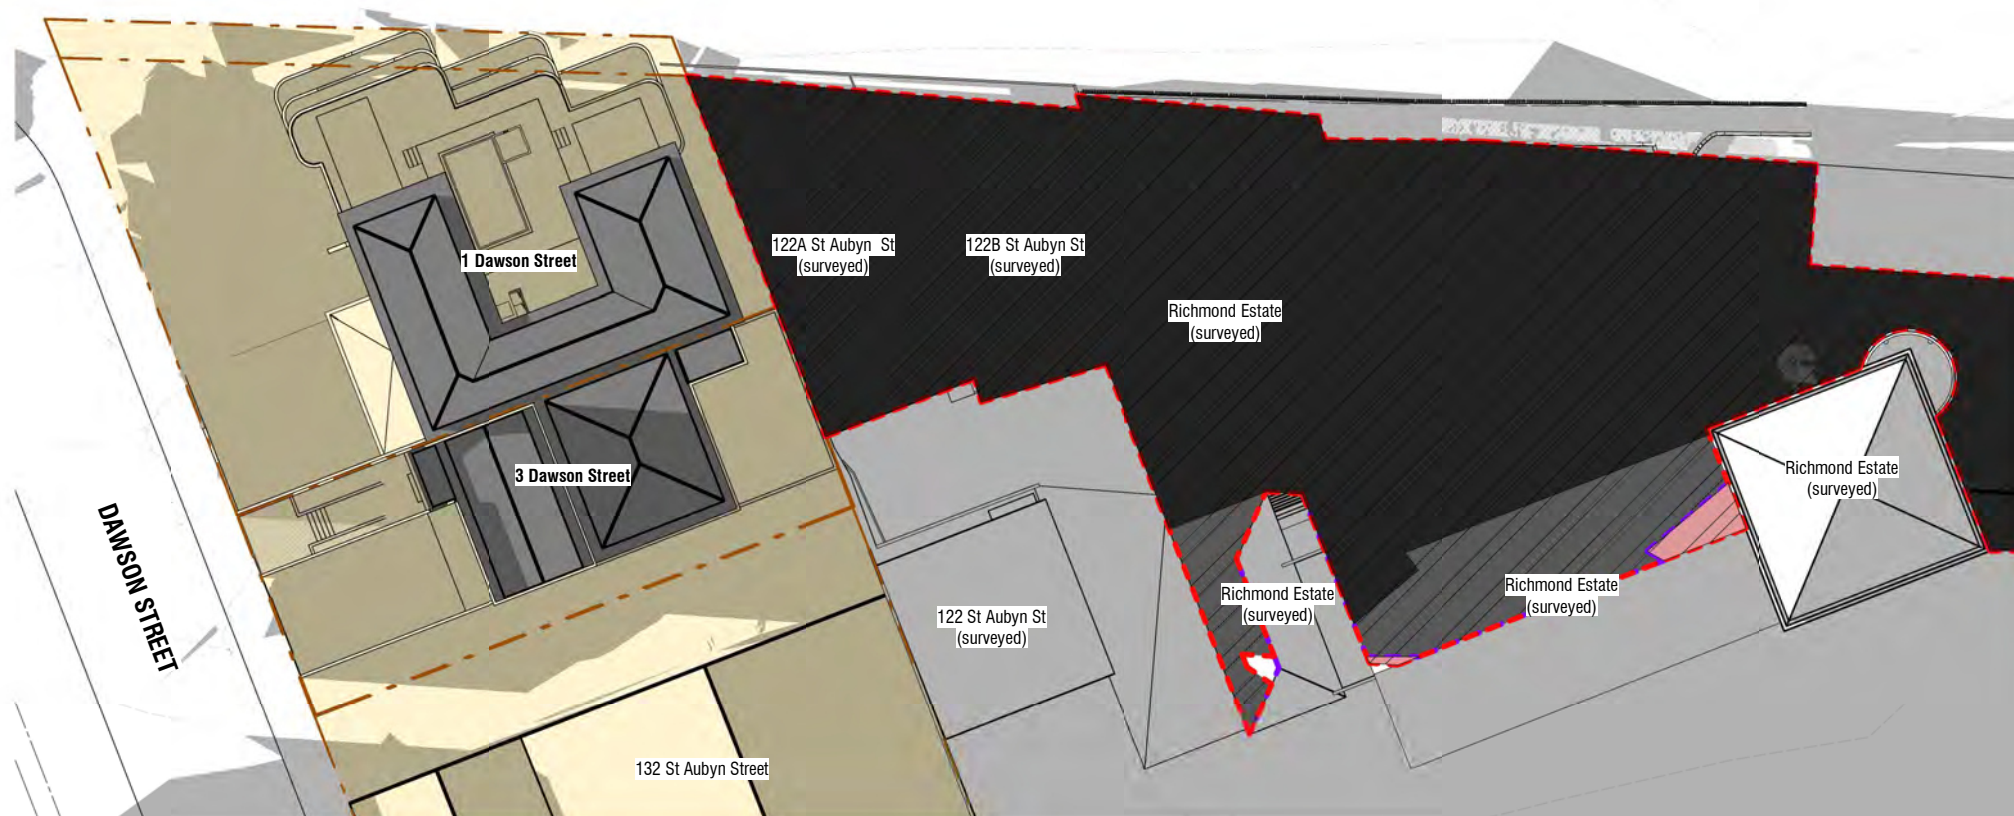 1 Dawson Street
122A St Aubyn St
(surveyed)
122B St Aubyn St
(surveyed)
Richmond Estate
(surveyed)
3 Dawson Street
Richmond Estate
(surveyed)
DAWSON STREET
122 St Aubyn St
(surveyed)
Richmond Estate
(surveyed)
Richmond Estate
(surveyed)
132 St Aubyn Street